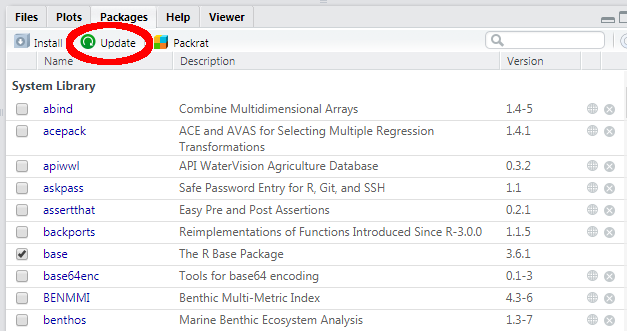 Files Plots Packages Help Viewer
Install Update Packrat
Name Description Version
System Library
abind Combine Multidimensional Arrays 1.4-5
acepack ACE and AVAS for Selecting Multiple Regression 1.4.1
Transformations
apiwwl API WaterVision Agriculture Database 0.3.2
askpass Safe Password Entry for R, Git, and SSH 1.1
assertthat Easy Pre and Post Assertions 0.2.1
backports Reimplementations of Functions Introduced Since R-3.0.0 1.1.5
base The R Base Package 3.6.1
base64enc Tools for base64 encoding 0.1-3
BENMMI Benthic Multi-Metric Index 4.3-6
benthos Marine Benthic Ecosystem Analysis 1.3-7